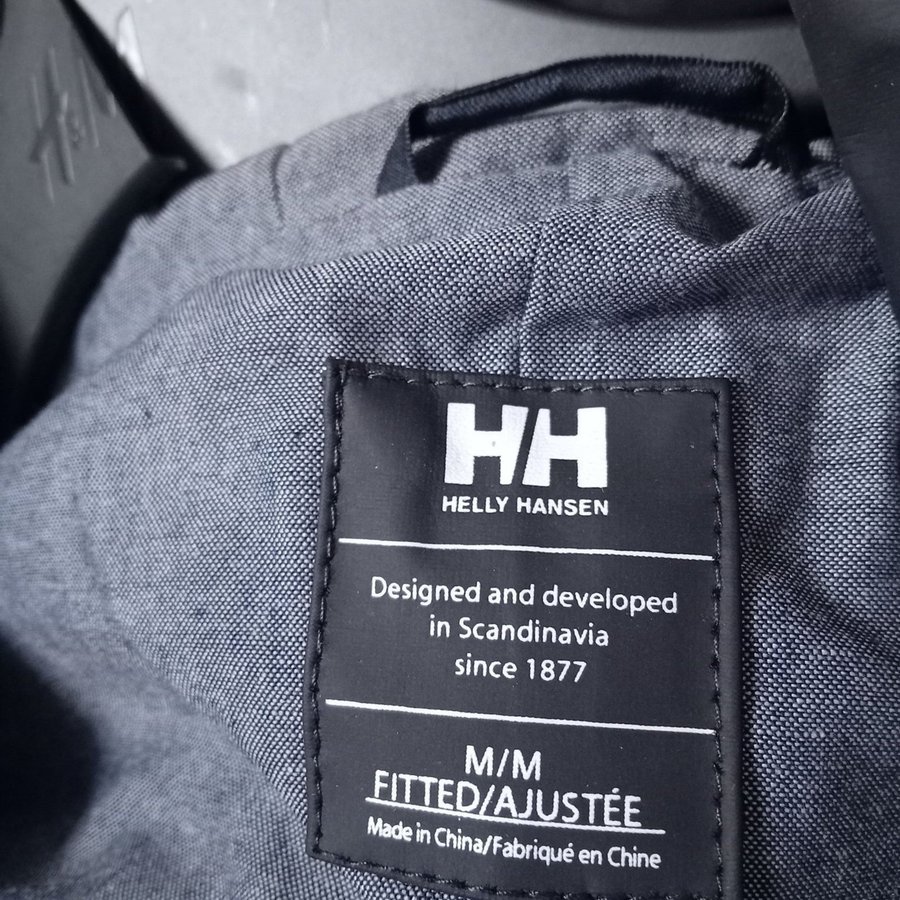 H&M
HH
HELLY HANSEN
Designed and developed
in Scandinavia
since 1877
M/M
FITTED/AJUSTÉE
Made in China/Fabriqué en Chine